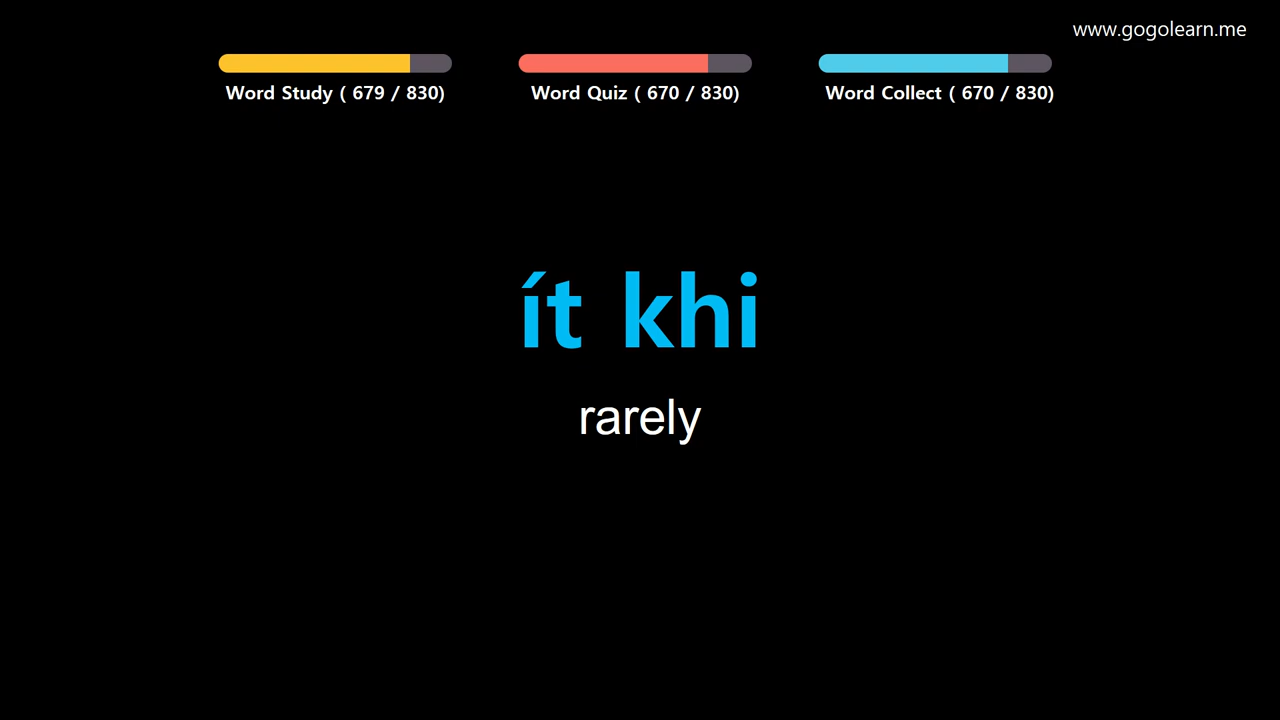 www.gogolearn.me
Word Study ( 679 / 830)
Word Quiz ( 670 / 830)
Word Collect ( 670 / 830)
ít khi
rarely